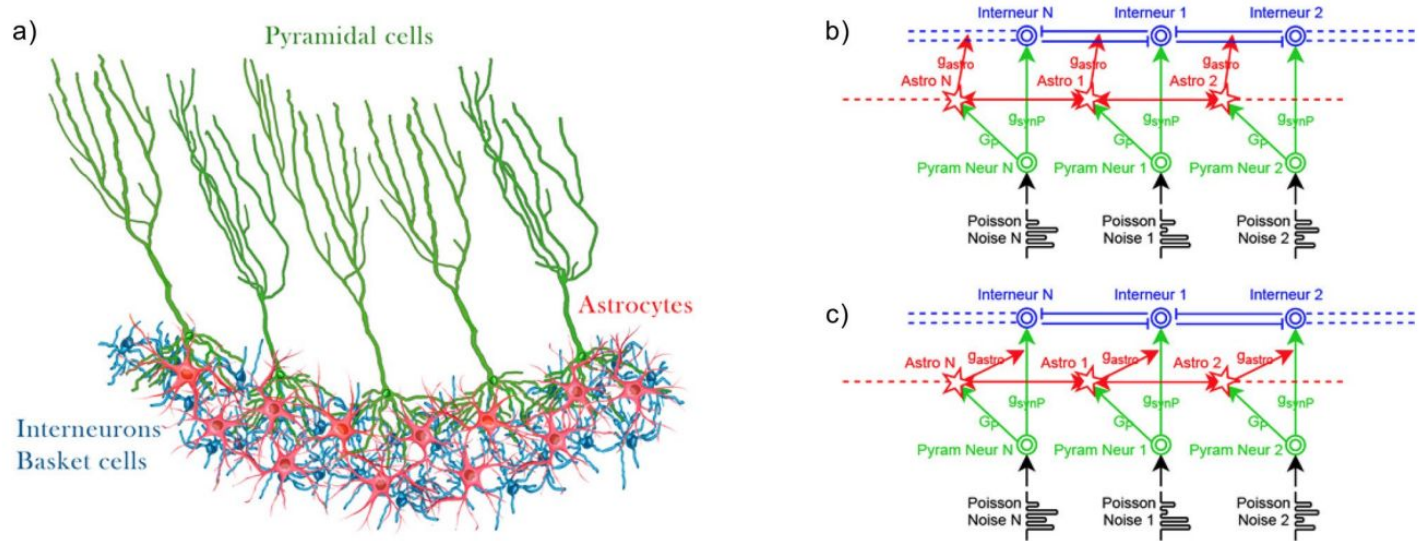 a)
Pyramidal cells
Astrocytes
Interneurons
Basket cells
b)
Interneur N
Interneur 1
Interneur 2
gastro
gastro
gastro
Astro N
Astro 1
Astro 2
gsynP
gsynP
gsynP
GP
GP
GP
Pyram Neur N
Pyram Neur 1
Pyram Neur 2
Poisson
Noise N
Poisson
Noise 1
Poisson
Noise 2
c)
Interneur N
Interneur 1
Interneur 2
Astro N
gastro
Astro 1
gastro
Astro 2
gastro
gsynP
gsynP
gsynP
GP
GP
GP
Pyram Neur N
Pyram Neur 1
Pyram Neur 2
Poisson
Noise N
Poisson
Noise 1
Poisson
Noise 2